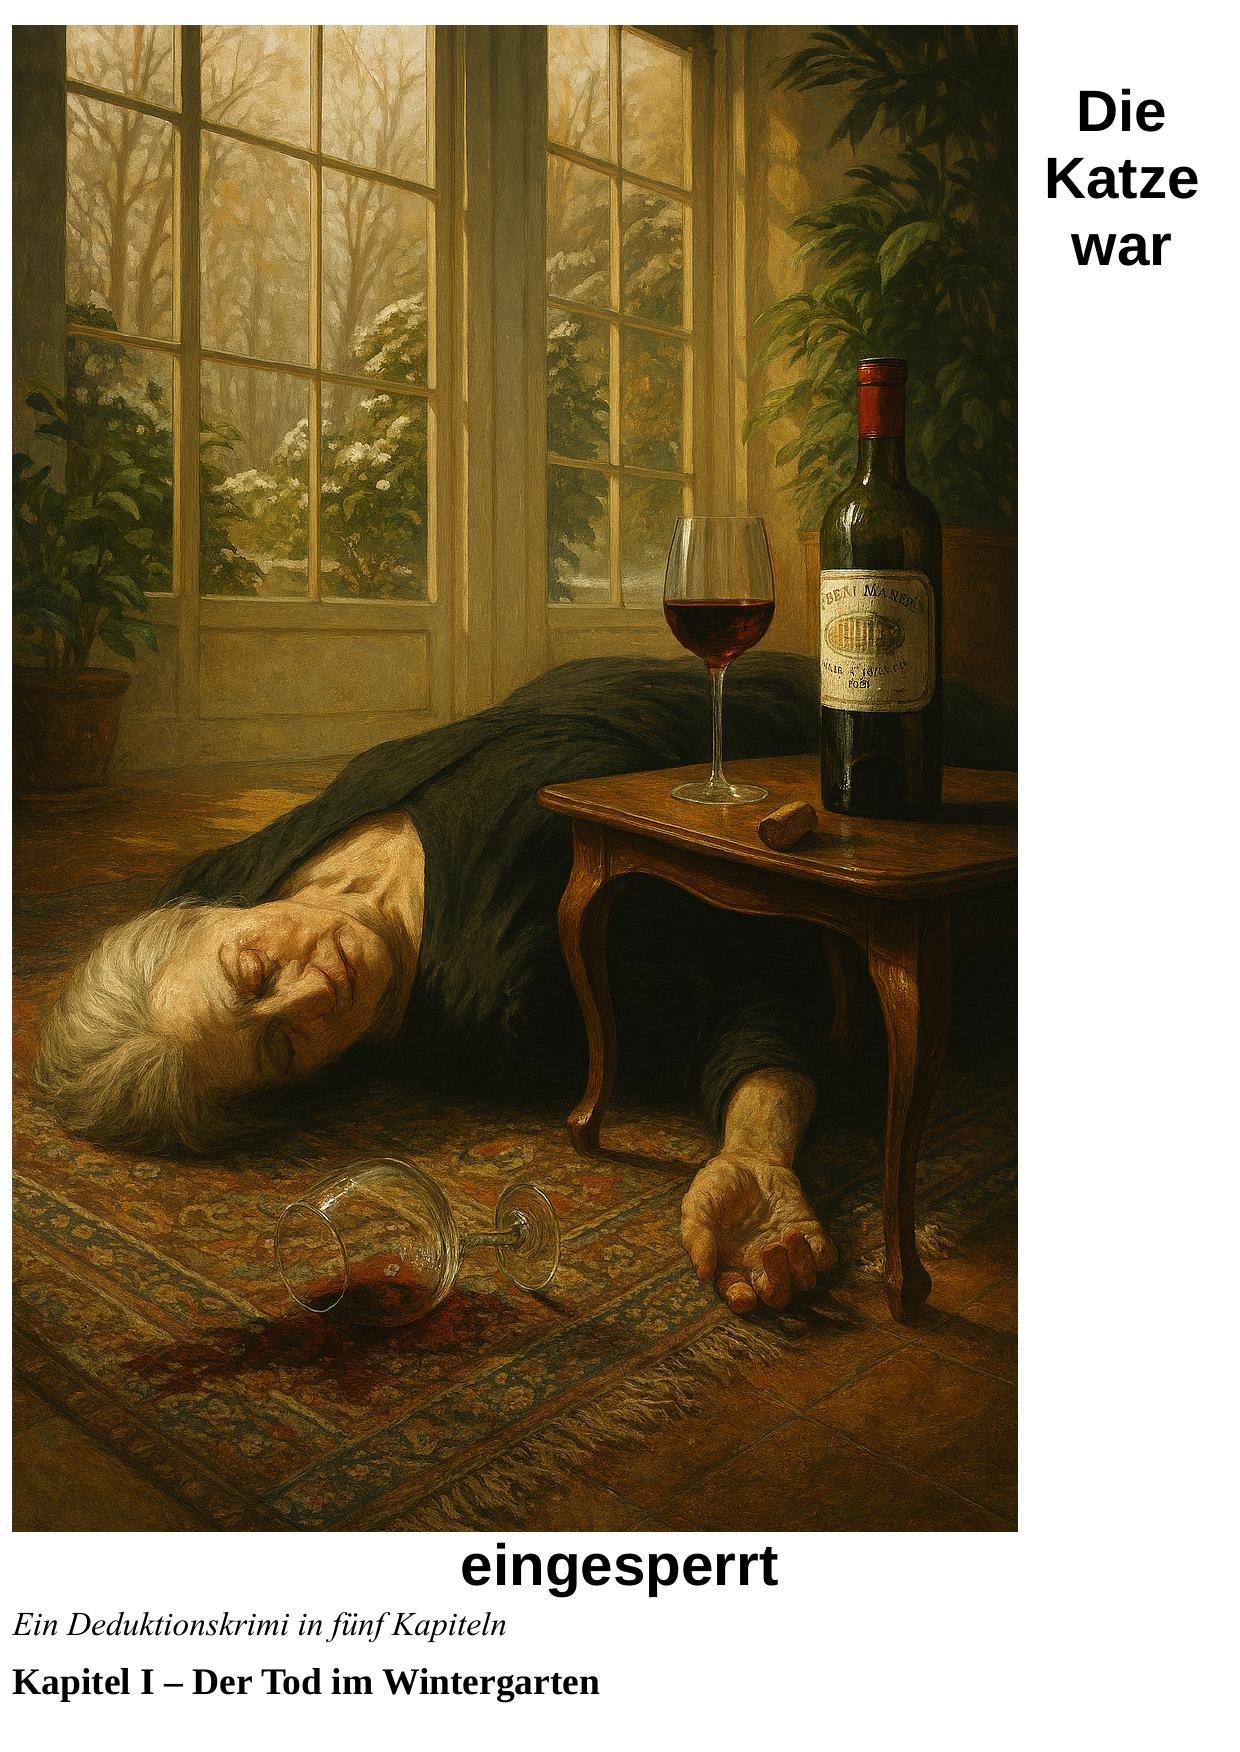 Die
Katze
war
eingesperrt
Ein Deduktionskrimi in fünf Kapiteln
Kapitel I – Der Tod im Wintergarten